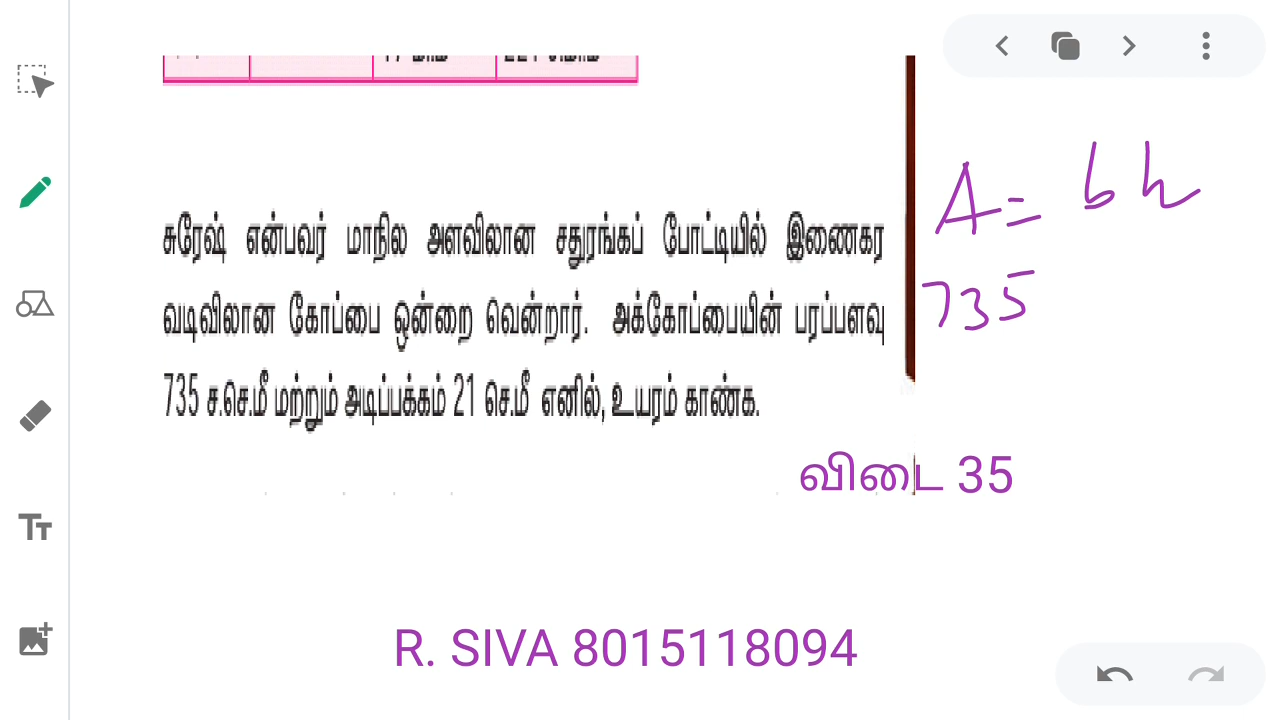 A = bh
சுரேஷ் என்பவர் மாநில அளவிலான சதுரங்கப் போட்டியில் இணைகர
வடிவிலான கோப்பை ஒன்றை வென்றார். அக்கோப்பையின் பரப்பளவு
735
735 ச.செ.மீ மற்றும் அடிப்பக்கம் 21 செ.மீ எனில், உயரம் காண்க.
விடை 35
R. SIVA 8015118094